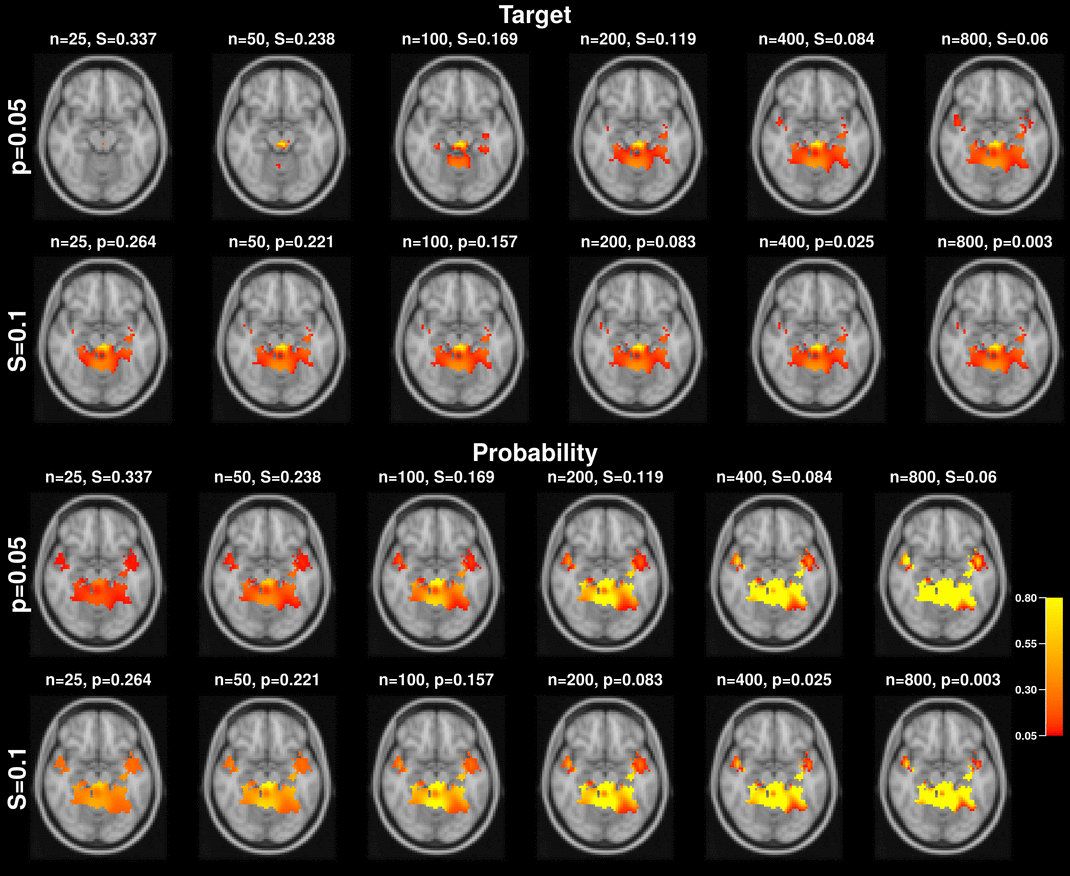 Target
n=25, S=0.337 n=50, S=0.238 n=100, S=0.169 n=200, S=0.119 n=400, S=0.084 n=800, S=0.06
p=0.05
n=25, p=0.264 n=50, p=0.221 n=100, p=0.157 n=200, p=0.083 n=400, p=0.025 n=800, p=0.003
S=0.1
Probability
n=25, S=0.337 n=50, S=0.238 n=100, S=0.169 n=200, S=0.119 n=400, S=0.084 n=800, S=0.06
p=0.05
n=25, p=0.264 n=50, p=0.221 n=100, p=0.157 n=200, p=0.083 n=400, p=0.025 n=800, p=0.003
S=0.1
0.80
0.55
0.30
0.05